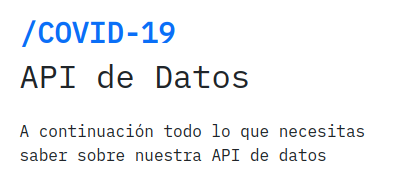 /COVID-19
API de Datos
A continuación todo lo que necesitas
saber sobre nuestra API de datos